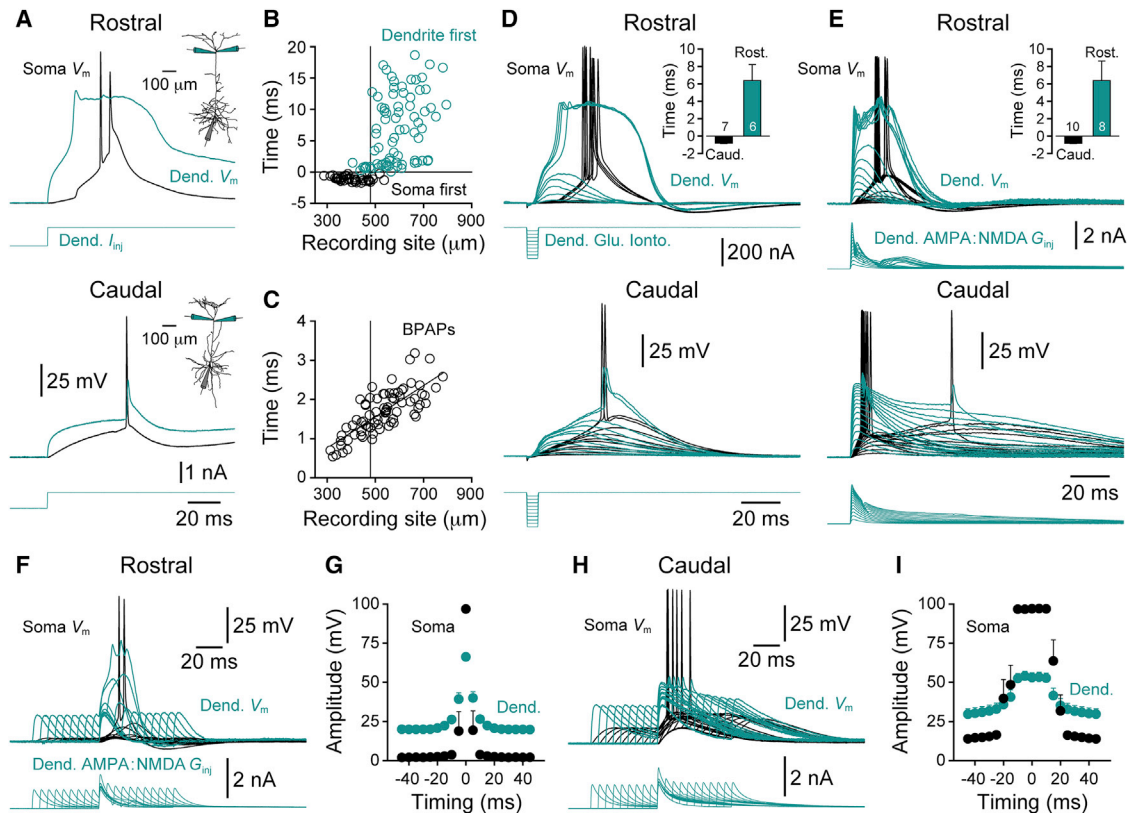 A
Rostral
Soma Vm
100 μm
Dend. Vm
Dend. Iinj
Caudal
100 μm
25 mV
1 nA
20 ms
B
Dendrite first
20
15
10
5
0
-5
Time (ms)
Soma first
300 500 700 900
Recording site (μm)
C
BPAPs
4
3
2
1
0
Time (ms)
300 500 700 900
Recording site (μm)
D
Rostral
Soma Vm
10
8
6
4
2
0
-2
Time (ms)
Rost.
7
6
Caud.
Dend. Vm
Dend. Glu. Ionto.
200 nA
Caudal
25 mV
20 ms
E
Rostral
Soma Vm
10
8
6
4
2
0
-2
Time (ms)
Rost.
10
8
Caud.
Dend. Vm
Dend. AMPA:NMDA Ginj
2 nA
Caudal
25 mV
20 ms
F
Rostral
Soma Vm
25 mV
20 ms
Dend. Vm
Dend. AMPA:NMDA Ginj
2 nA
G
100
75
50
25
0
Amplitude (mV)
Soma
Dend.
-40 -20 0 20 40
Timing (ms)
H
Caudal
Soma Vm
25 mV
20 ms
Dend. Vm
2 nA
I
100
75
50
25
0
Amplitude (mV)
Soma
Dend.
-40 -20 0 20 40
Timing (ms)